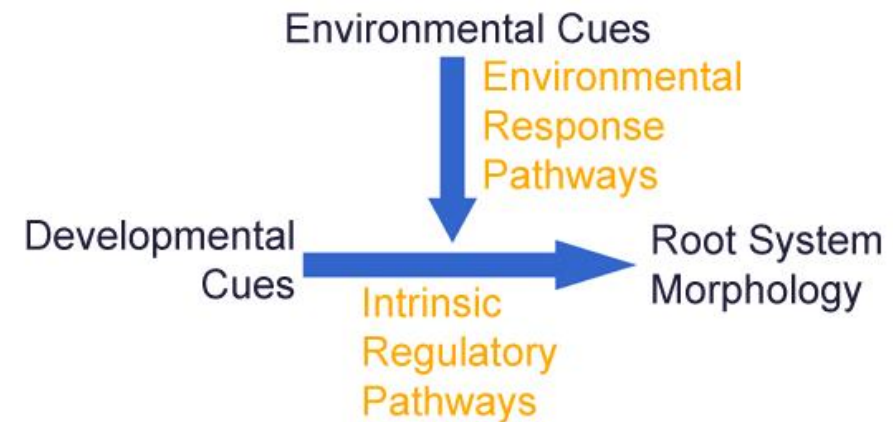 Environmental Cues
Environmental
Response
Pathways
Developmental
Cues
Root System
Morphology
Intrinsic
Regulatory
Pathways